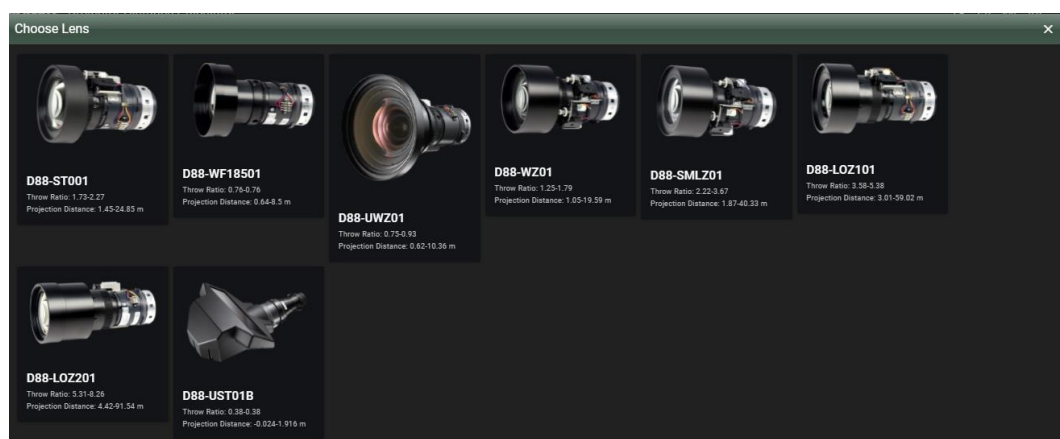 Choose Lens
D88-ST001
Throw Ratio: 1.73-2.27
Projection Distance: 1.45-24.85 m
D88-WF18501
Throw Ratio: 0.76-0.76
Projection Distance: 0.64-8.5 m
D88-UWZ01
Throw Ratio: 0.75-0.93
Projection Distance: 0.62-10.36 m
D88-WZ01
Throw Ratio: 1.25-1.79
Projection Distance: 1.05-19.59 m
D88-SMLZ01
Throw Ratio: 2.22-3.67
Projection Distance: 1.87-40.33 m
D88-LOZ101
Throw Ratio: 3.58-5.38
Projection Distance: 3.01-59.02 m
D88-LOZ201
Throw Ratio: 5.31-8.26
Projection Distance: 4.42-91.54 m
D88-UST01B
Throw Ratio: 0.38-0.38
Projection Distance: -0.024-1.916 m